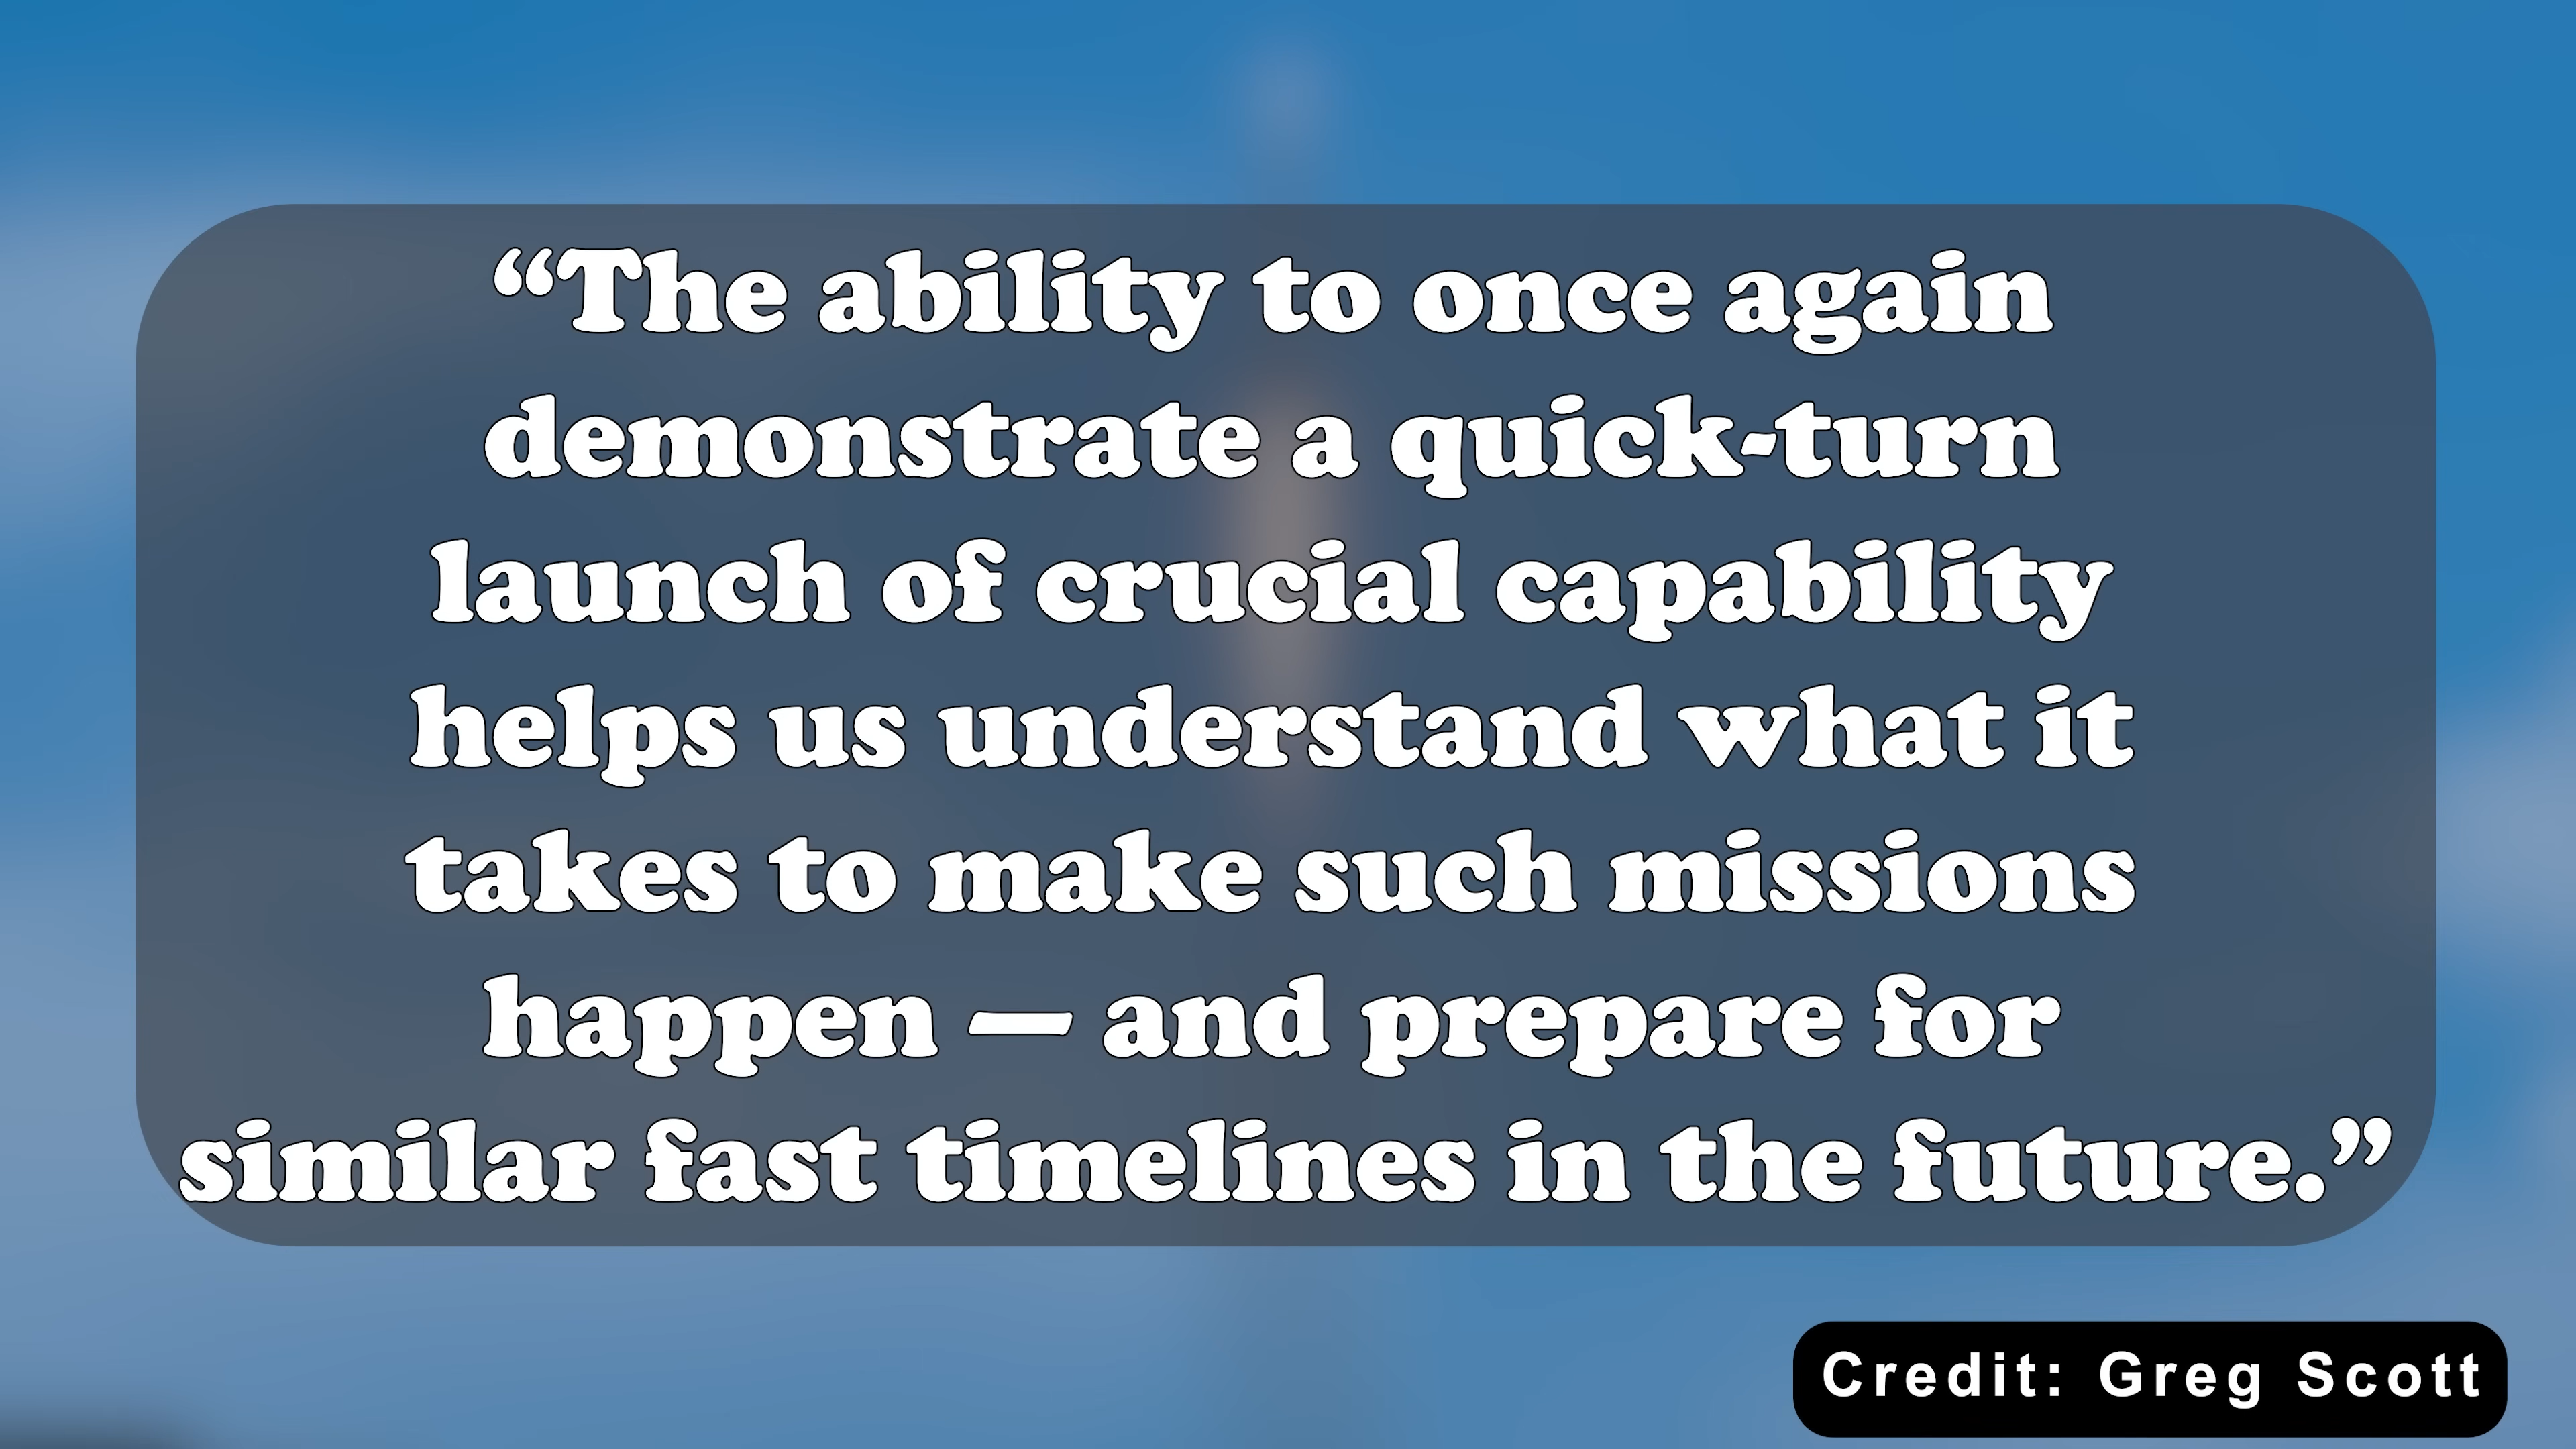 “The ability to once again
demonstrate a quick-turn
launch of crucial capability
helps us understand what it
takes to make such missions
happen — and prepare for
similar fast timelines in the future.”
Credit: Greg Scott